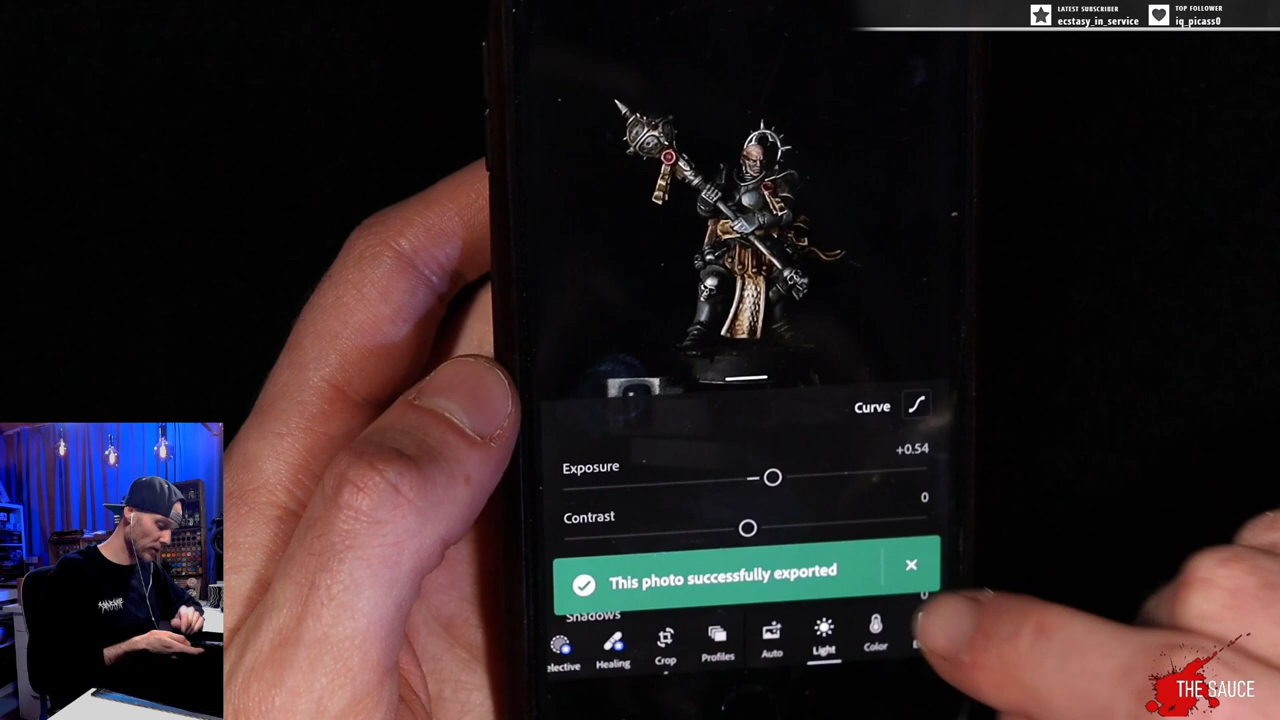 LATEST SUBSCRIBER
ecstasy_in_service
TOP FOLLOWER
iq_picass0
Curve
+0.54
Exposure
0
Contrast
This photo successfully exported
0
Shadows
elective
Healing
Crop
Profiles
Auto
Light
Color
THE SAUCE